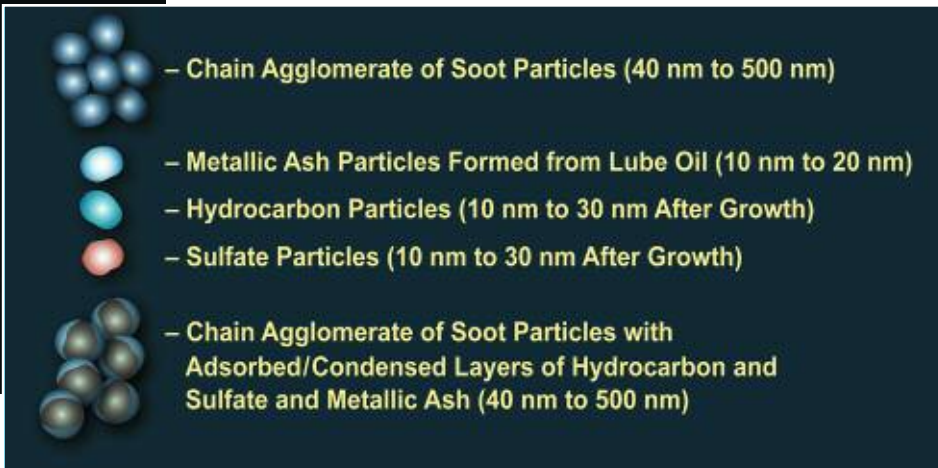 – Chain Agglomerate of Soot Particles (40 nm to 500 nm)
– Metallic Ash Particles Formed from Lube Oil (10 nm to 20 nm)
– Hydrocarbon Particles (10 nm to 30 nm After Growth)
– Sulfate Particles (10 nm to 30 nm After Growth)
– Chain Agglomerate of Soot Particles with
Adsorbed/Condensed Layers of Hydrocarbon and
Sulfate and Metallic Ash (40 nm to 500 nm)